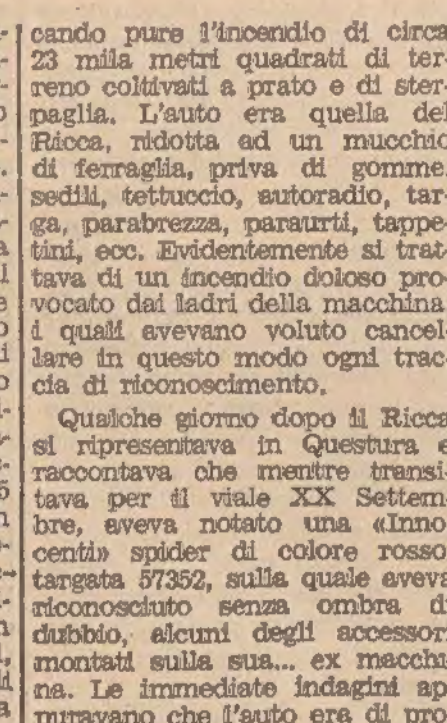 cando pure l'incendio di circa
23 mila metri quadrati di ter-
reno coltivati a prato e di ster-
paglia. L'auto era quella del
Ricca, ridotta ad un mucchio
di ferraglia, priva di gomme,
sedili, tettuccio, autoradio, tar-
ga, parabrezza, paraurti, tappe-
tini, ecc. Evidentemente si trat-
tava di un incendio doloso pro-
vocato dai ladri della macchina
i quali avevano voluto cancel-
lare in questo modo ogni trac-
cia di riconoscimento.
Qualche giorno dopo il Ricca
si ripresentava in Questura e
raccontava che mentre transi-
tava per il viale XX Settem-
bre, aveva notato una «Inno-
centi» spider di colore rosso
targata 57352, sulla quale aveva
riconosciuto senza ombra di
dubbio, alcuni degli accessori
montati sulla sua... ex macchi-
na. Le immediate indagini ap-
puravano che l'auto era di pro-